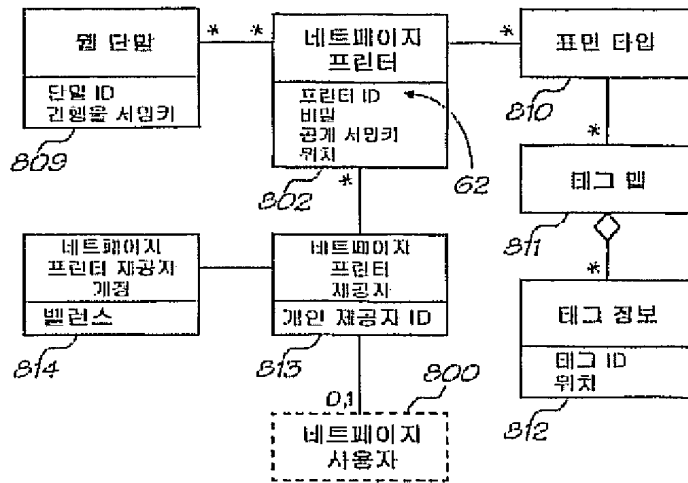 웹 단말
단말 ID
은행용 서명키
809
*
*
네트페이지
프린터
프린터 ID
비밀
공개 서명키
위치
802
62
*
*
표면 타입
810
*
태그 맵
811
*
태그 정보
태그 ID
위치
812
네트페이지
프린터 제공자
계정
밸런스
814
네트페이지
프린터
제공자
개인 제공자 ID
813
0,1
800
네트페이지
사용자